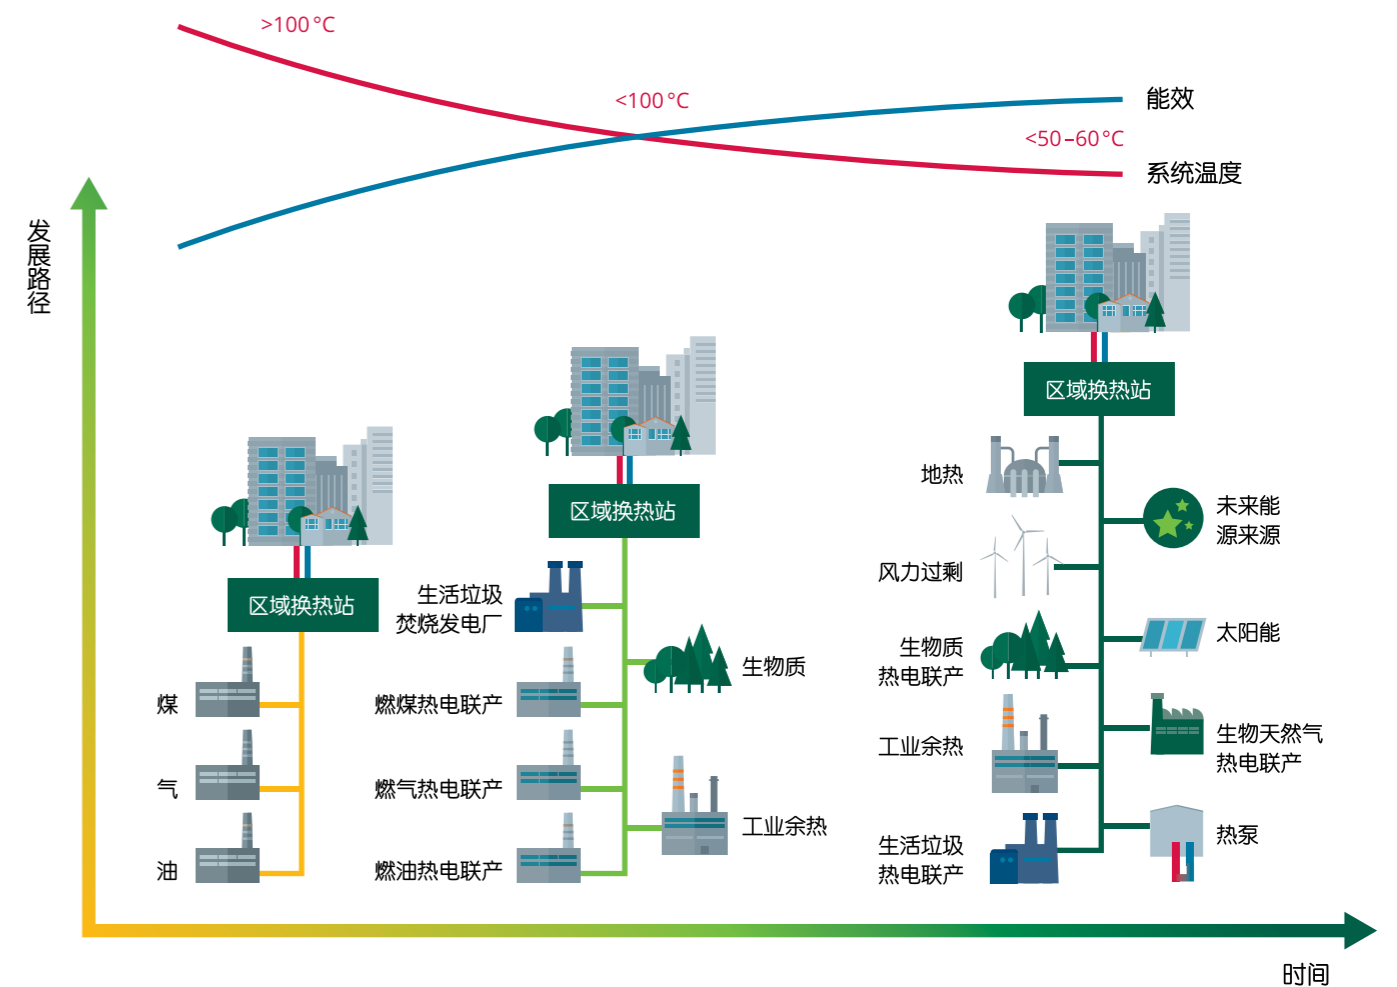 >100°C
<100°C
<50–60°C
能效
系统温度
发展路径
区域换热站
煤
气
油
区域换热站
生活垃圾
焚烧发电厂
燃煤热电联产
燃气热电联产
燃油热电联产
生物质
工业余热
区域换热站
地热
风力过剩
生物质
热电联产
工业余热
生活垃圾
热电联产
未来能
源来源
太阳能
生物天然气
热电联产
热泵
时间